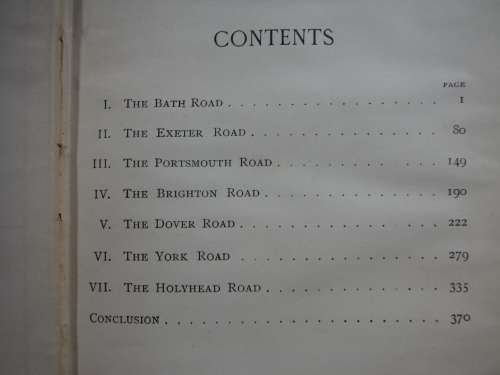 CONTENTS
PAGE
I. THE BATH ROAD . . . . . . . . . . . . . . . . 1
II. THE EXETER ROAD . . . . . . . . . . . . . . 80
III. THE PORTSMOUTH ROAD . . . . . . . . . . . . 149
IV. THE BRIGHTON ROAD . . . . . . . . . . . . . 190
V. THE DOVER ROAD . . . . . . . . . . . . . . . 222
VI. THE YORK ROAD . . . . . . . . . . . . . . . 279
VII. THE HOLYHEAD ROAD . . . . . . . . . . . . . 335
CONCLUSION . . . . . . . . . . . . . . . . . . . 370